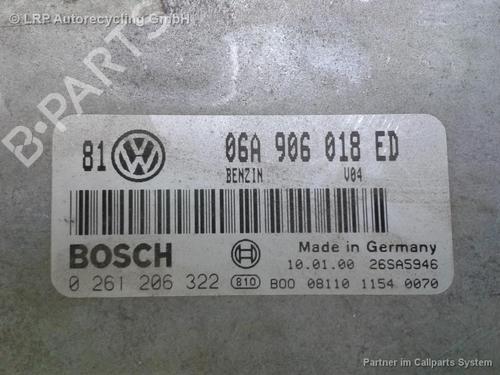 © LRP Autorecycling GmbH
B-PARTS
81 VW 06A 906 018 ED
BENZIN V04
BOSCH Made in Germany
10.01.00 26SA5946
0 261 206 322 810 B00 08110 1154 0070
Partner im Callparts System